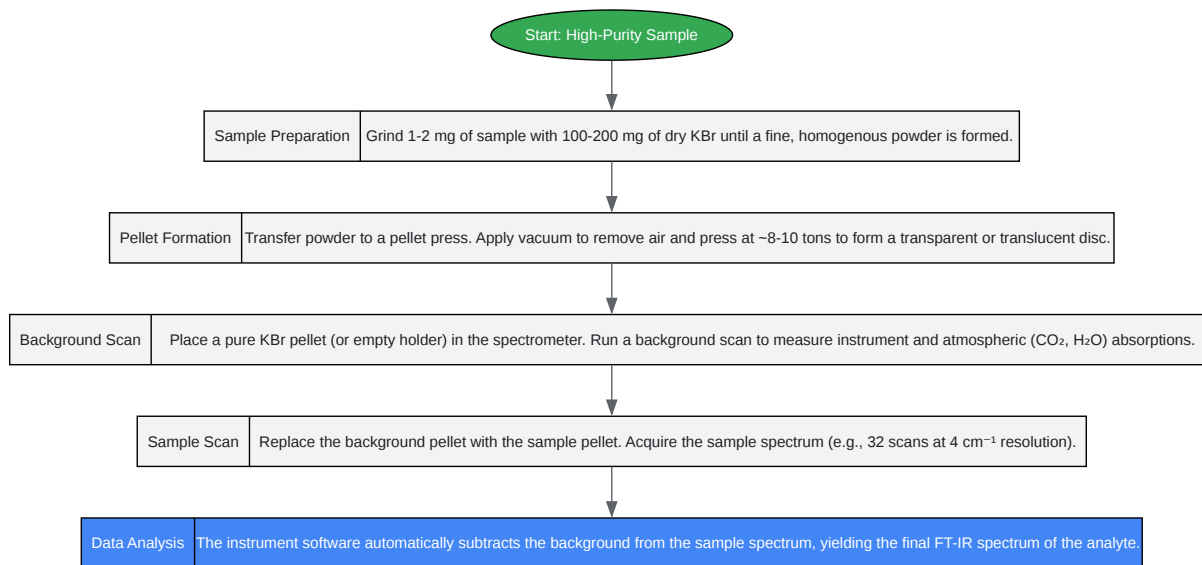 Start: High-Purity Sample
Sample Preparation
Grind 1-2 mg of sample with 100-200 mg of dry KBr until a fine, homogenous powder is formed.
Pellet Formation
Transfer powder to a pellet press. Apply vacuum to remove air and press at ~8-10 tons to form a transparent or translucent disc.
Background Scan
Place a pure KBr pellet (or empty holder) in the spectrometer. Run a background scan to measure instrument and atmospheric (CO₂, H₂O) absorptions.
Sample Scan
Replace the background pellet with the sample pellet. Acquire the sample spectrum (e.g., 32 scans at 4 cm⁻¹ resolution).
Data Analysis
The instrument software automatically subtracts the background from the sample spectrum, yielding the final FT-IR spectrum of the analyte.